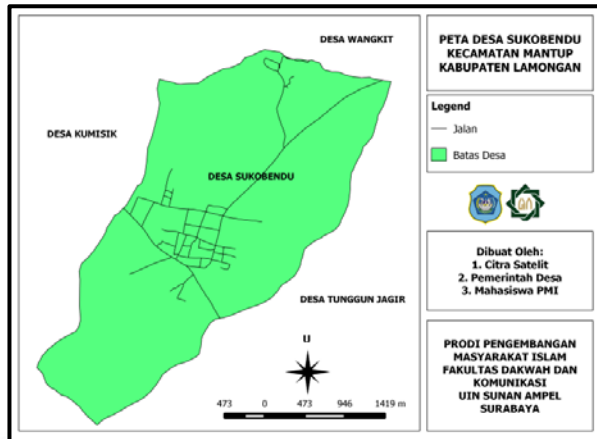 DESA WANGKIT
DESA KUMISIK
DESA SUKOBENDU
DESA TUNGGUN JAGIR
U
473 0 473 946 1419 m
PETA DESA SUKOBENDU
KECAMATAN MANTUP
KABUPATEN LAMONGAN
Legend
Jalan
Batas Desa
Dibuat Oleh:
1. Citra Satelit
2. Pemerintah Desa
3. Mahasiswa PMI
PRODI PENGEMBANGAN
MASYARAKAT ISLAM
FAKULTAS DAKWAH DAN
KOMUNIKASI
UIN SUNAN AMPEL
SURABAYA